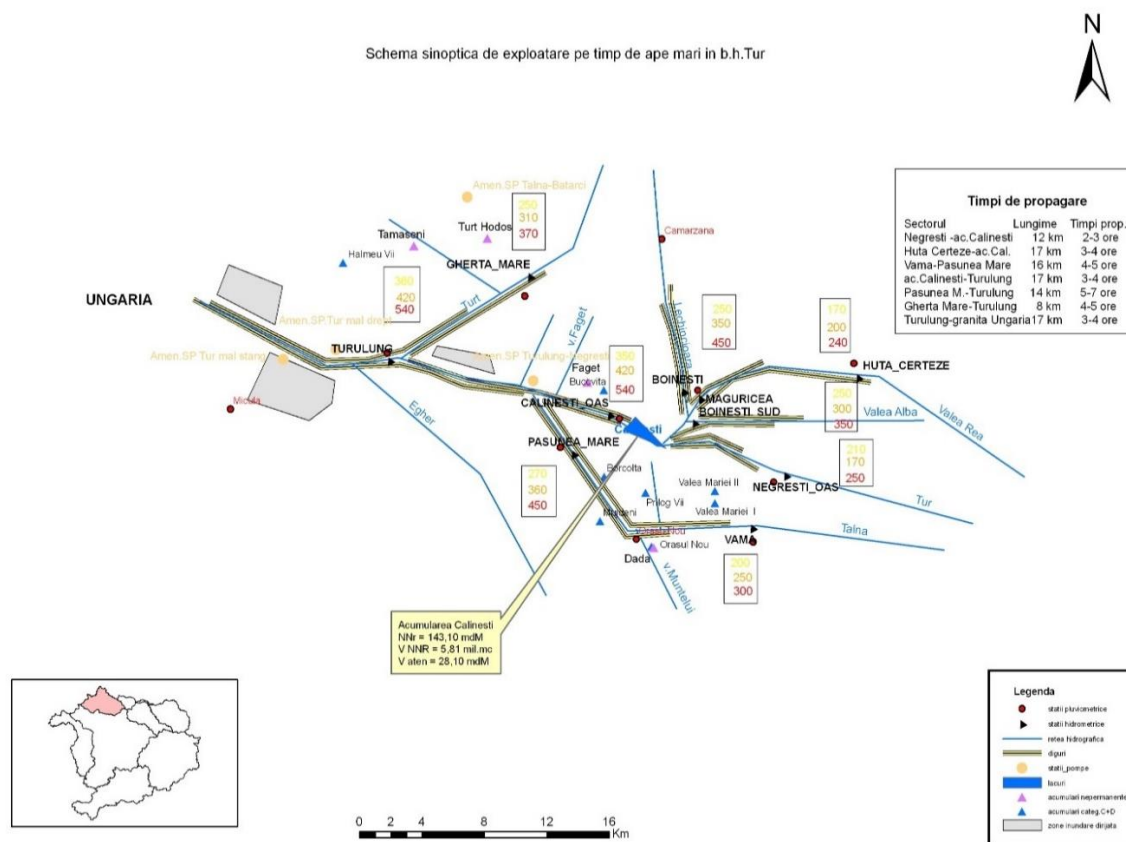 N
Schema sinoptica de exploatare pe timp de ape mari in b.h.Tur
Timpi de propagare
Sectorul Lungime Timpi prop.
Negresti -ac.Calinesti 12 km 2-3 ore
Huta Certeze-ac.Cal. 17 km 3-4 ore
Vama-Pasunea Mare 16 km 4-5 ore
ac.Calinesti-Turulung 17 km 3-4 ore
Pasunea M.-Turulung 14 km 5-7 ore
Gherta Mare-Turulung 8 km 4-5 ore
Turulung-granita Ungaria 17 km 3-4 ore
Amen.SP Talna-Batarci
250
310
370
Turt Hodos
Tamaseni
Halmeu Vii
GHERTA_MARE
Camarzana
UNGARIA
380
420
540
Turt
Amen.SP.Tur mal drept
TURULUNG
Amen.SP Tur mal stang
Micula
Egher
v.Faget
Amen.SP Turulung-Negresti
Faget
Bucovita
350
420
540
Lechincioara
250
350
450
170
200
240
HUTA_CERTEZE
BOINESTI
MAGURICEA
BOINESTI_SUD
250
300
350
Valea Alba
Valea Rea
CALINESTI_OAS
PASUNEA_MARE
270
360
450
210
170
250
NEGRESTI_OAS
Tur
Borcolta
Prilog Vii
Valea Mariei II
Valea Mariei I
Talna
VAMA
200
250
300
Orasul Nou
Dada
v.Muntelui
Acumularea Calinesti
NNr = 143,10 mdM
V NNR = 5,81 mil.mc
V aten = 28,10 mdM
0 2 4 8 12 16
Km
Legenda
statii pluviometrice
statii hidrometrice
retea hidrografica
diguri
statii_pompe
lacuri
acumulari nepermanente
acumulari categ.C+D
zone inundare dirijata